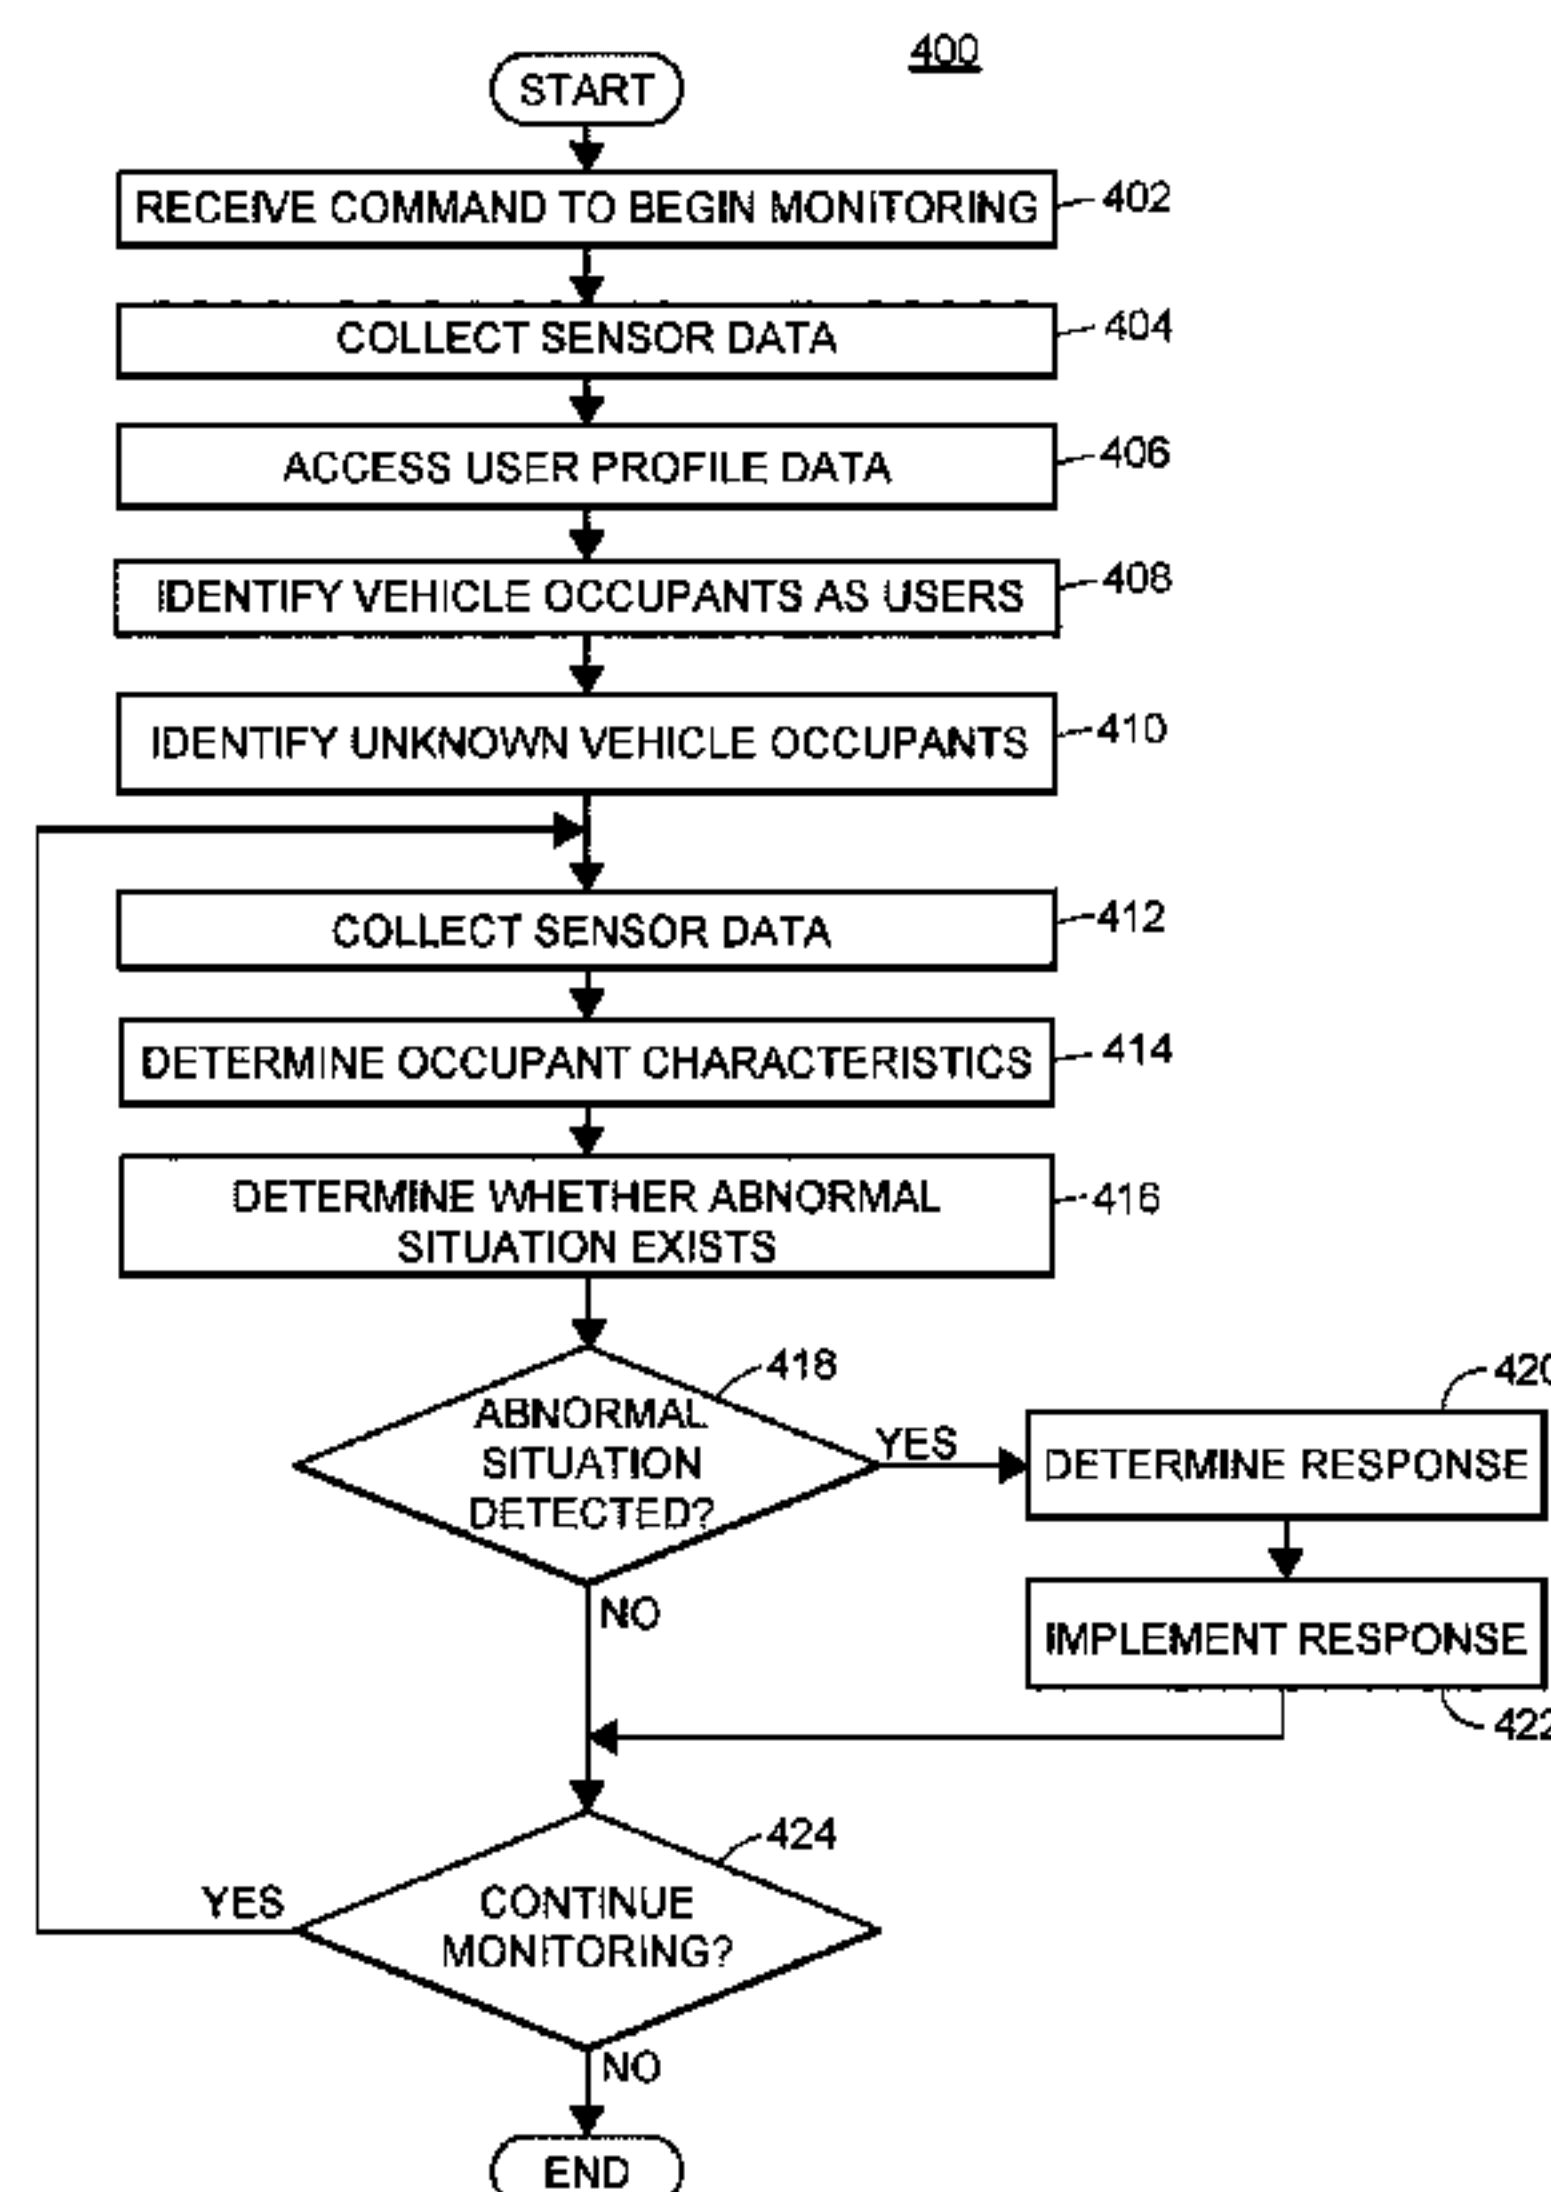 400
START
RECEIVE COMMAND TO BEGIN MONITORING
402
COLLECT SENSOR DATA
404
ACCESS USER PROFILE DATA
406
IDENTIFY VEHICLE OCCUPANTS AS USERS
408
IDENTIFY UNKNOWN VEHICLE OCCUPANTS
410
COLLECT SENSOR DATA
412
DETERMINE OCCUPANT CHARACTERISTICS
414
DETERMINE WHETHER ABNORMAL
SITUATION EXISTS
416
418
ABNORMAL
SITUATION
DETECTED?
YES
420
DETERMINE RESPONSE
NO
IMPLEMENT RESPONSE
422
424
CONTINUE
MONITORING?
YES
NO
END